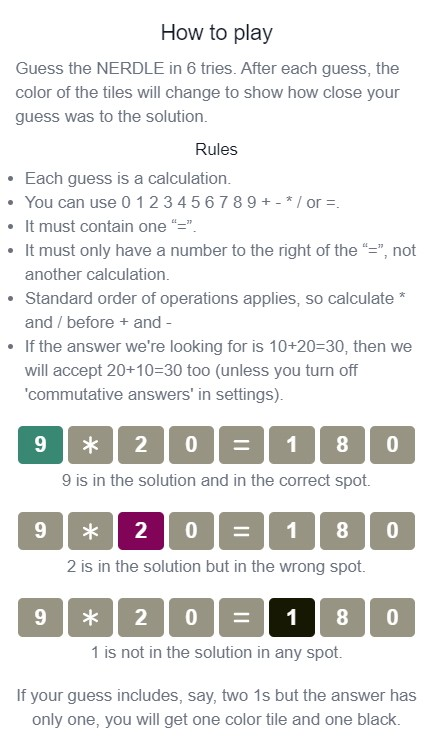 How to play
Guess the NERDLE in 6 tries. After each guess, the
color of the tiles will change to show how close your
guess was to the solution.
Rules
• Each guess is a calculation.
• You can use 0 1 2 3 4 5 6 7 8 9 + - * / or =.
• It must contain one “=”.
• It must only have a number to the right of the “=”, not
another calculation.
• Standard order of operations applies, so calculate *
and / before + and -
• If the answer we're looking for is 10+20=30, then we
will accept 20+10=30 too (unless you turn off
'commutative answers' in settings).
9 * 2 0 = 1 8 0
9 is in the solution and in the correct spot.
9 * 2 0 = 1 8 0
2 is in the solution but in the wrong spot.
9 * 2 0 = 1 8 0
1 is not in the solution in any spot.
If your guess includes, say, two 1s but the answer has
only one, you will get one color tile and one black.